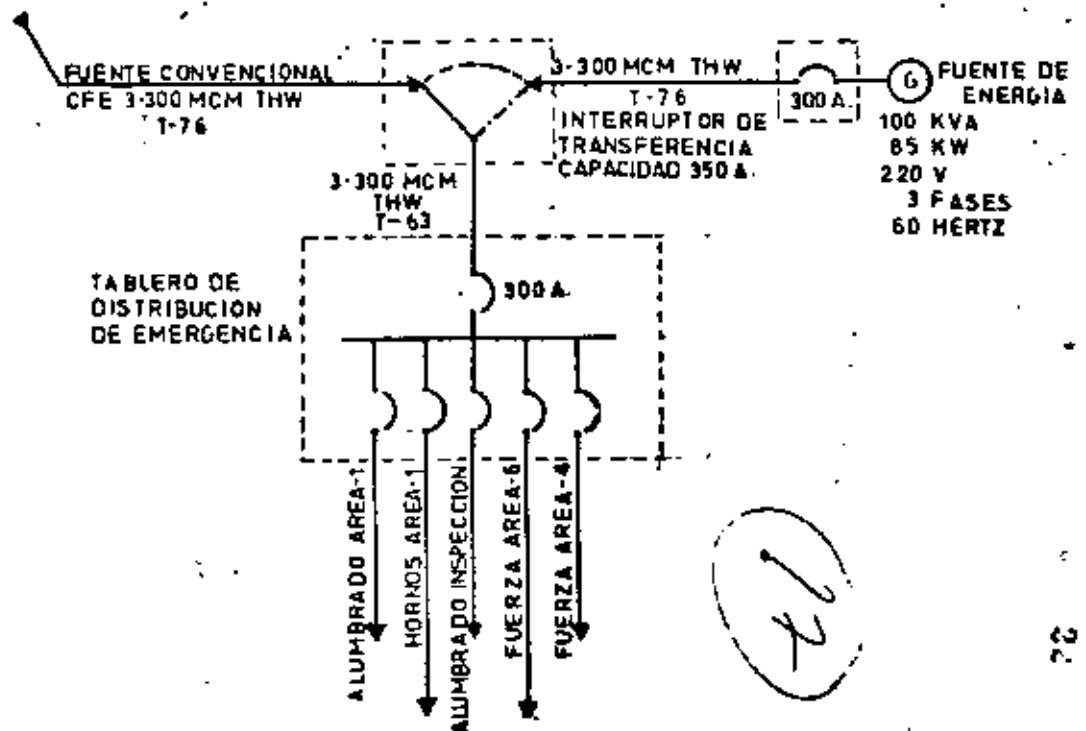 FUENTE CONVENCIONAL
CFE 3-300 MCM THW
T-76
3-300 MCM THW
T-76
INTERRUPTOR DE
TRANSFERENCIA
CAPACIDAD 350 A.
300 A.
G
FUENTE DE
ENERGIA
100 KVA
85 KW
220 V
3 FASES
60 HERTZ
3-300 MCM
THW
T-63
TABLERO DE
DISTRIBUCION
DE EMERGENCIA
300 A.
ALUMBRADO AREA-1
HORNOS AREA-1
ALUMBRADO INSPECCION
FUERZA AREA-6
FUERZA AREA-4